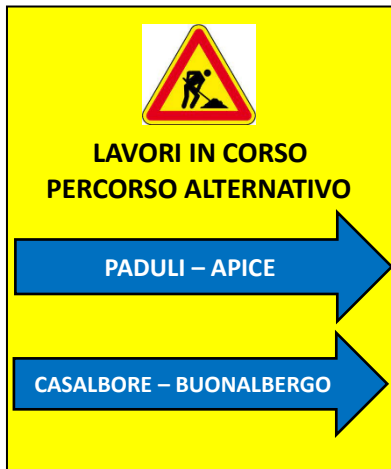 LAVORI IN CORSO
PERCORSO ALTERNATIVO
PADULI – APICE
CASALBORE – BUONALBERGO